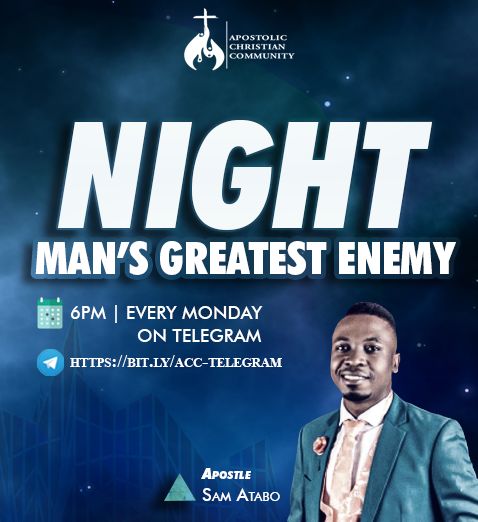 APOSTOLIC
CHRISTIAN
COMMUNITY
NIGHT
MAN'S GREATEST ENEMY
6PM | EVERY MONDAY
ON TELEGRAM
HTTPS://BIT.LY/ACC-TELEGRAM
APOSTLE
SAM ATABO